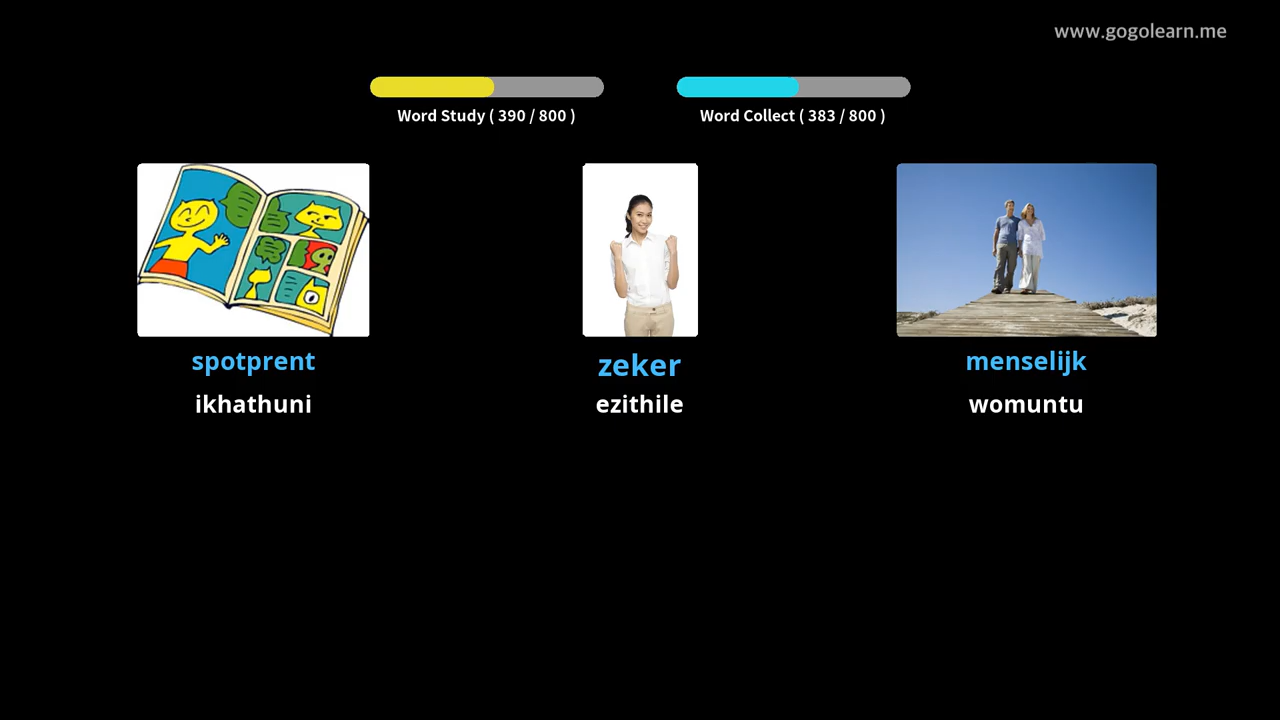 www.gogolearn.me
Word Study ( 390 / 800 )
Word Collect ( 383 / 800 )
spotprent
zeker
menselijk
ikhathuni
ezithile
womuntu